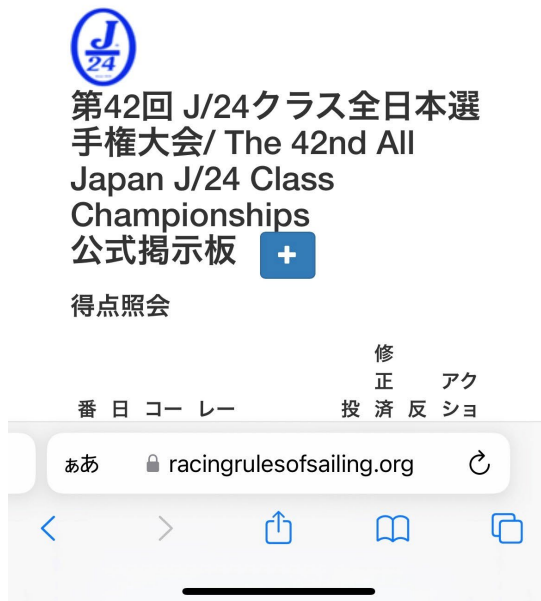 J
24
第42回 J/24クラス全日本選
手権大会/ The 42nd All
Japan J/24 Class
Championships
公式掲示板 +
得点照会
番 日 コー レー 投 修正済 反 アクショ
ぁあ racingrulesofsailing.org